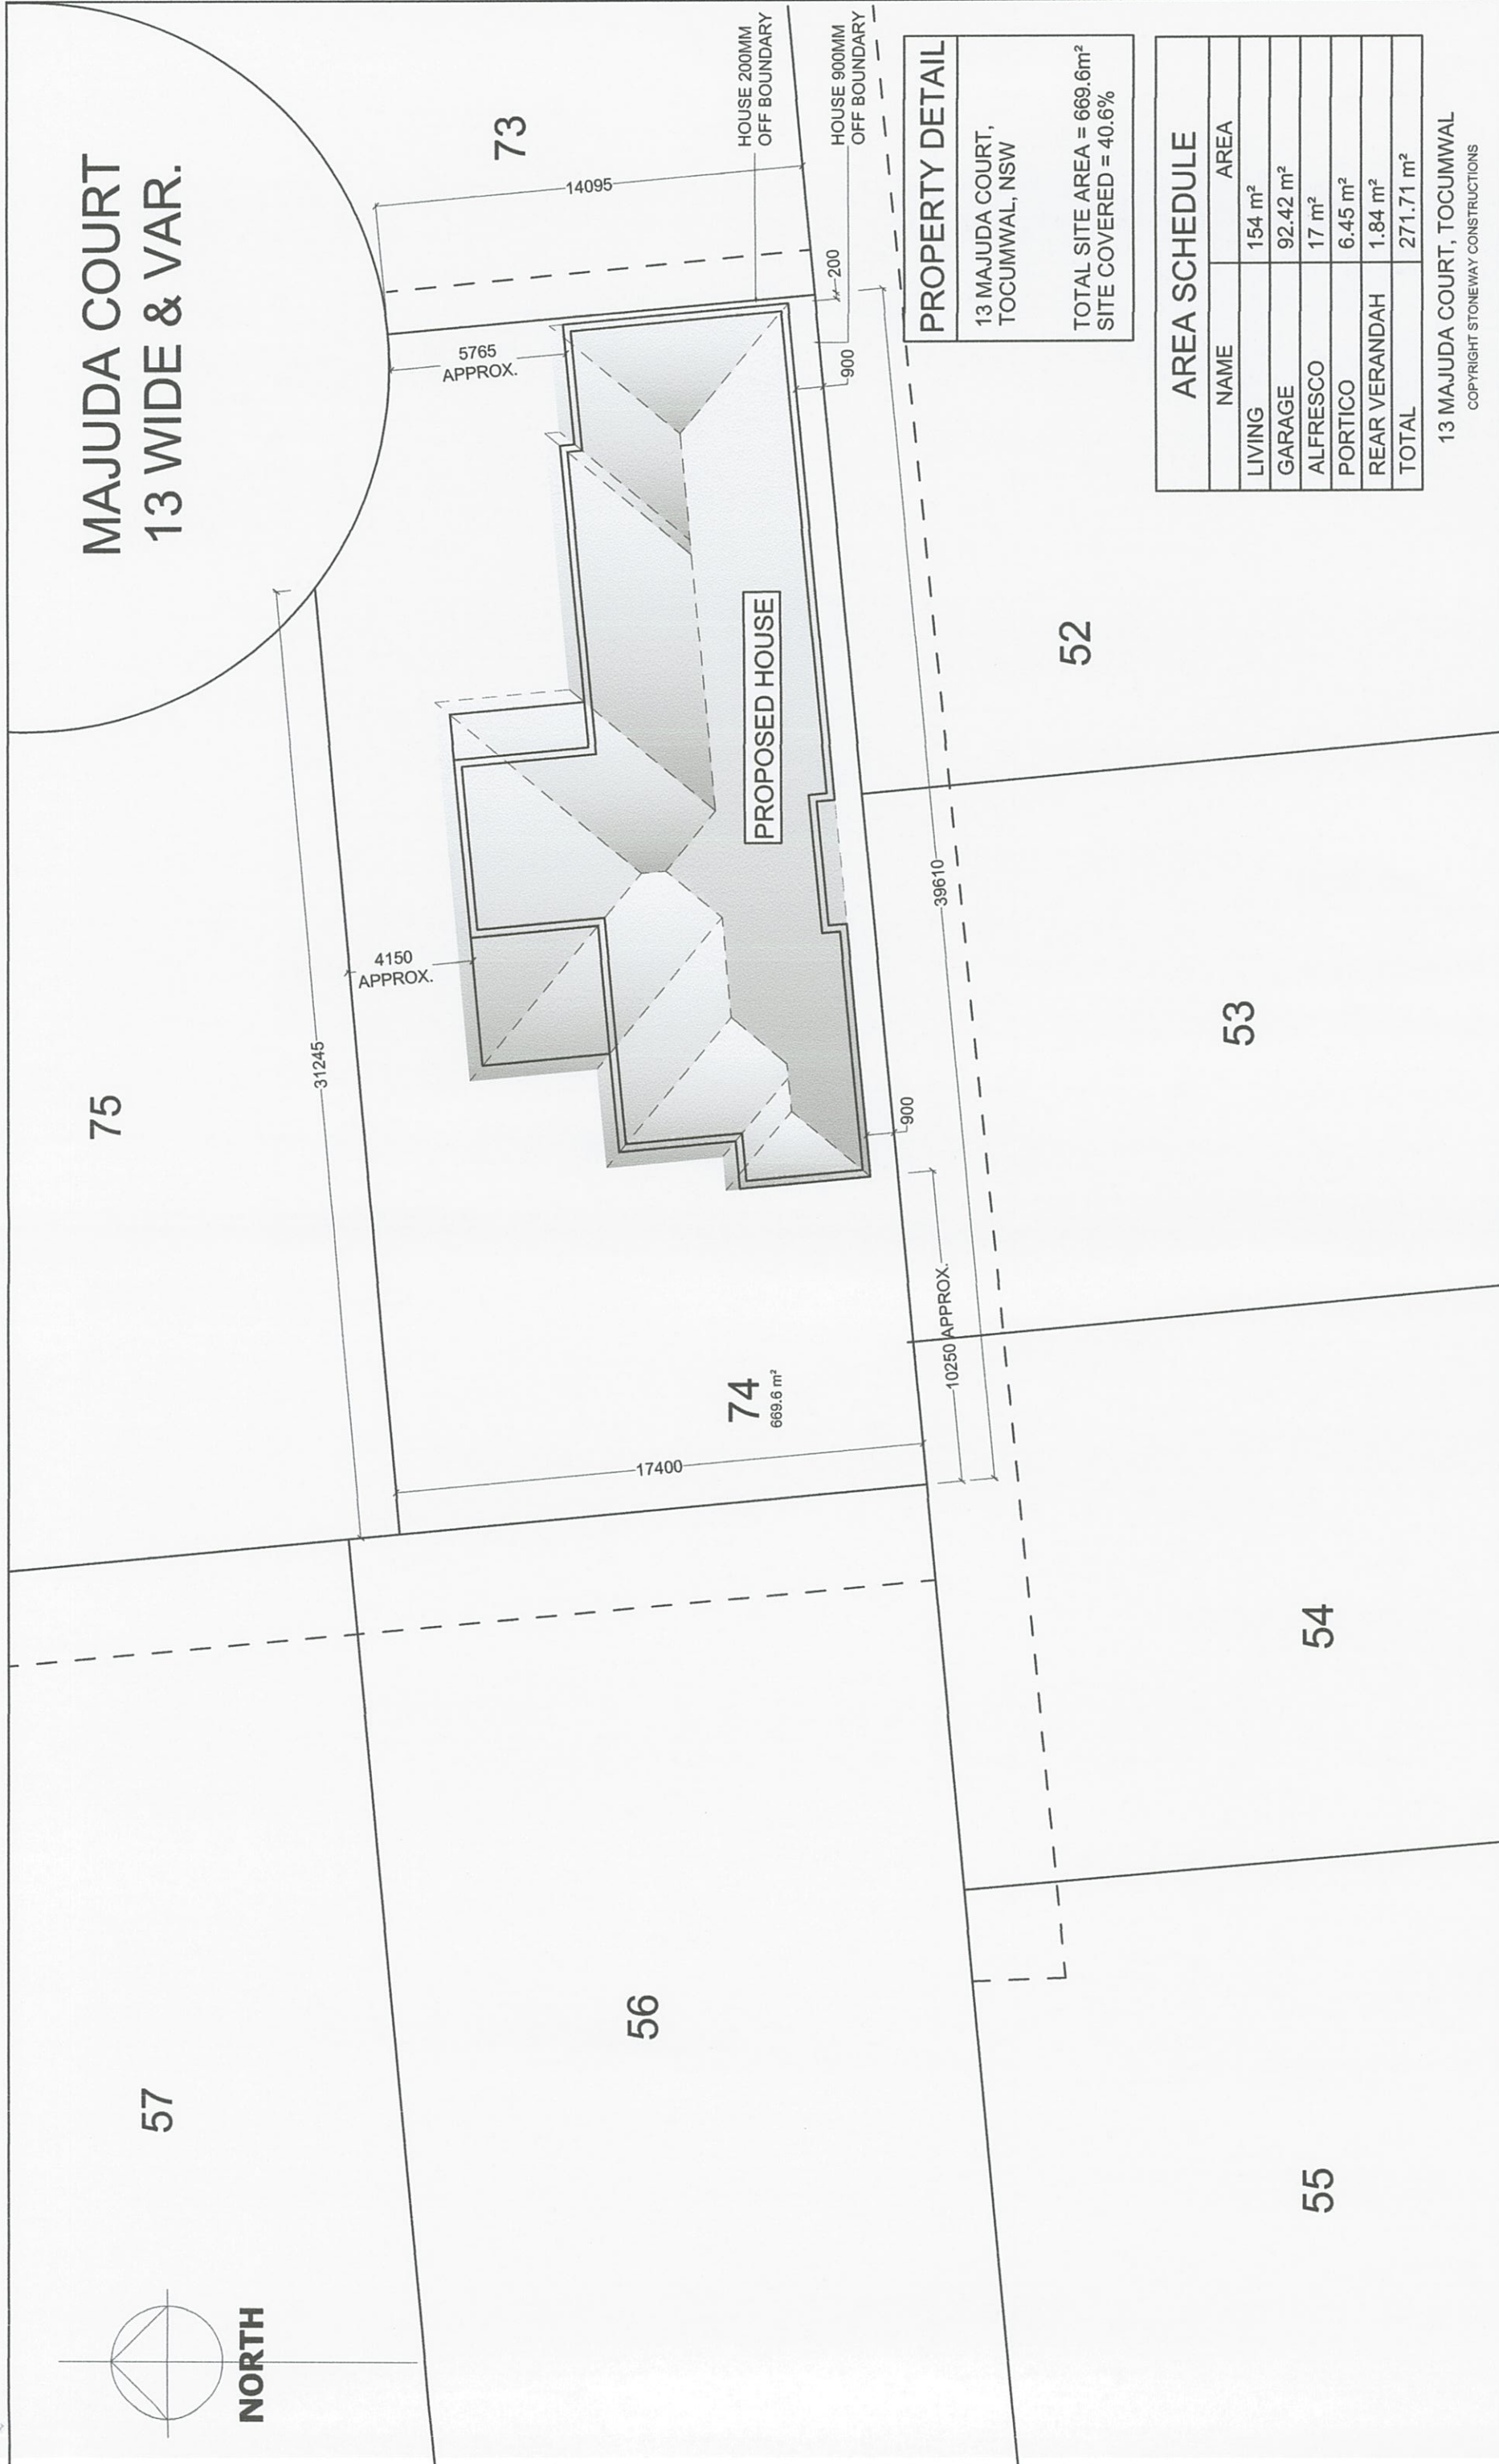 MAJUDA COURT
13 WIDE & VAR.
75
73
57
56
55
54
53
52
74
669.6 m²
31245
14095
5765
APPROX.
4150
APPROX.
HOUSE 200MM
OFF BOUNDARY
HOUSE 900MM
OFF BOUNDARY
200
900
900
39610
10250 APPROX.
17400
PROPOSED HOUSE
NORTH
PROPERTY DETAIL
13 MAJUDA COURT,
TOCUMWAL, NSW
TOTAL SITE AREA = 669.6m²
SITE COVERED = 40.6%
AREA SCHEDULE
NAME AREA
LIVING 154 m²
GARAGE 92.42 m²
ALFRESCO 17 m²
PORTICO 6.45 m²
REAR VERANDAH 1.84 m²
TOTAL 271.71 m²
13 MAJUDA COURT, TOCUMWAL
COPYRIGHT STONEWAY CONSTRUCTIONS